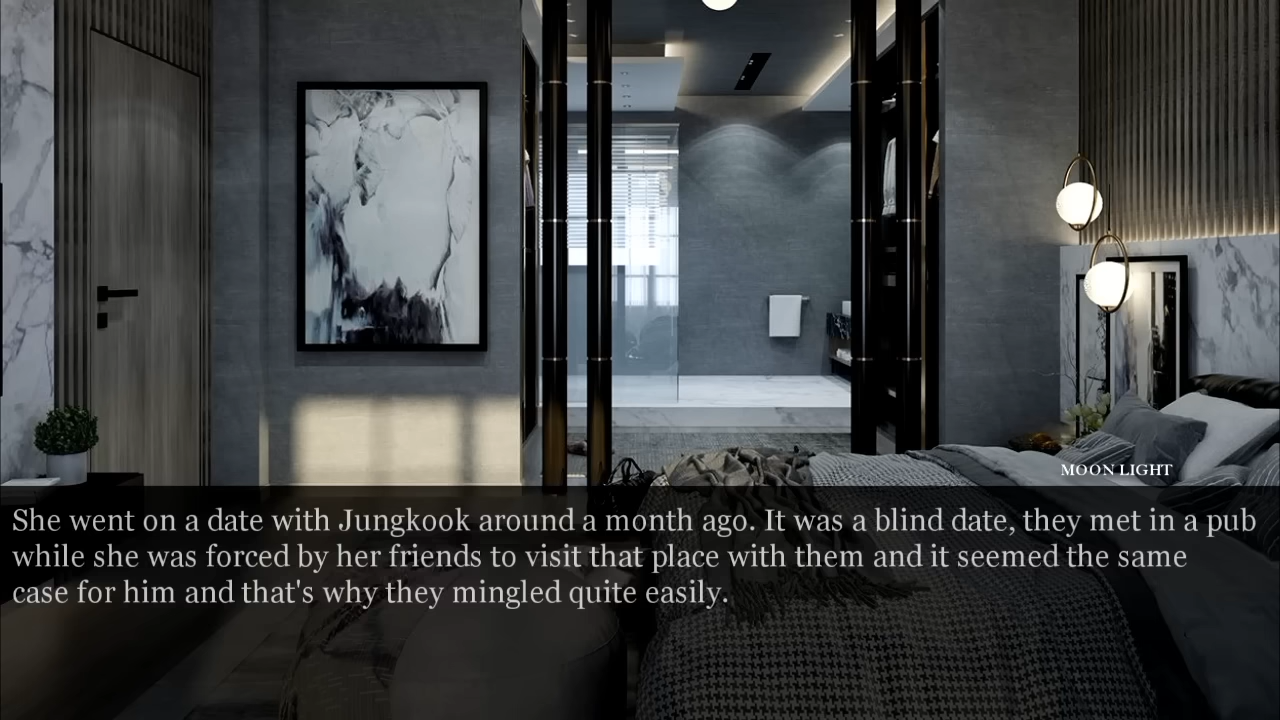 MOON LIGHT
She went on a date with Jungkook around a month ago. It was a blind date, they met in a pub
while she was forced by her friends to visit that place with them and it seemed the same
case for him and that's why they mingled quite easily.